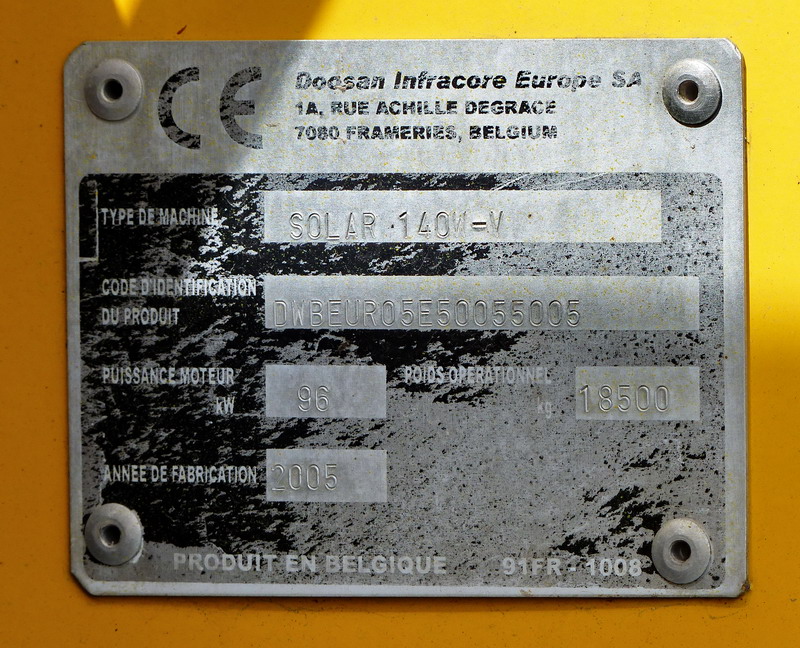 CE
Doosan Infracore Europe SA
1A, RUE ACHILLE DEGRACE
7080 FRAMERIES, BELGIUM
TYPE DE MACHINE SOLAR 140W-V
CODE D'IDENTIFICATION
DU PRODUIT DWBEUR05E50055005
PUISSANCE MOTEUR POIDS OPERATIONNEL
kW 96 kg 18500
ANNEE DE FABRICATION 2005
PRODUIT EN BELGIQUE 91FR - 1008